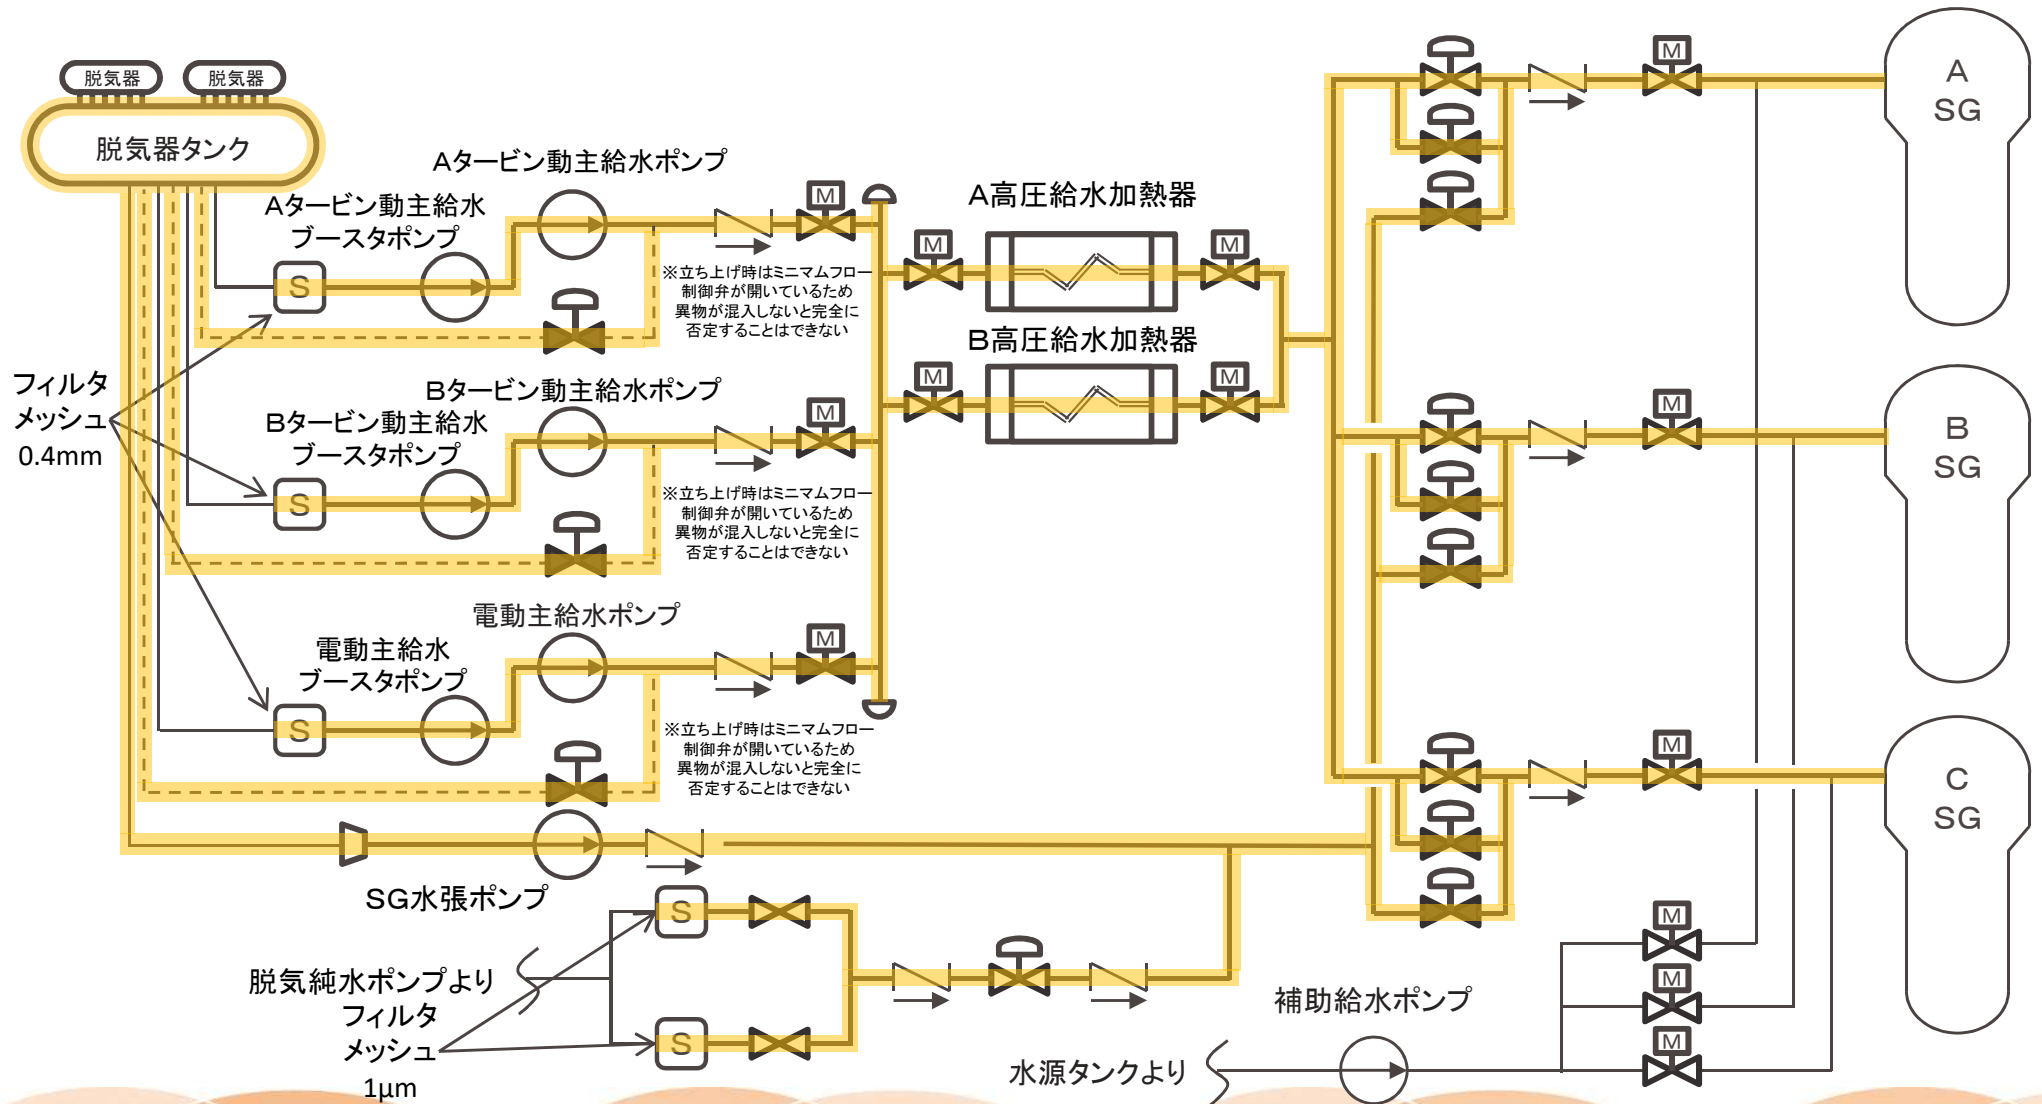 脱気器
脱気器
脱気器タンク
Aタービン動主給水ポンプ
Aタービン動主給水
ブースタポンプ
S
M
※立ち上げ時はミニマムフロー
制御弁が開いているため
異物が混入しないと完全に
否定することはできない
A高圧給水加熱器
M
M
B高圧給水加熱器
M
M
フィルタ
メッシュ
0.4mm
Bタービン動主給水ポンプ
Bタービン動主給水
ブースタポンプ
S
M
※立ち上げ時はミニマムフロー
制御弁が開いているため
異物が混入しないと完全に
否定することはできない
電動主給水ポンプ
電動主給水
ブースタポンプ
S
M
※立ち上げ時はミニマムフロー
制御弁が開いているため
異物が混入しないと完全に
否定することはできない
SG水張ポンプ
S
S
脱気純水ポンプより
フィルタ
メッシュ
1μm
M
A
SG
M
B
SG
M
C
SG
補助給水ポンプ
水源タンクより
M
M
M